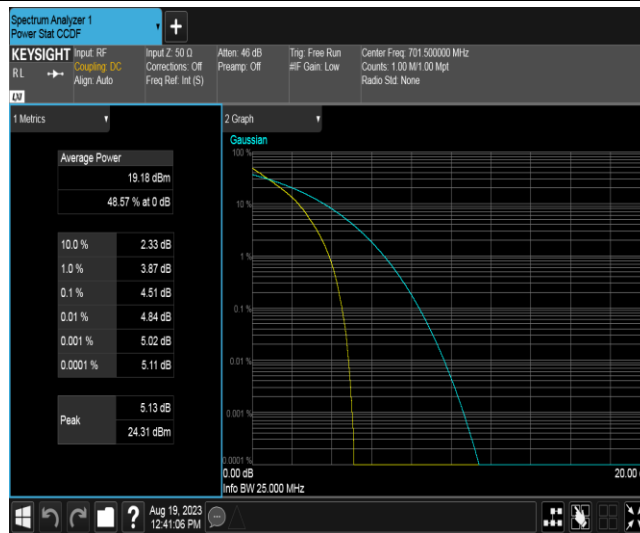 Spectrum Analyzer 1
Power Stat CCDF
+
KEYSIGHT
RL
Input: RF
Coupling: DC
Align: Auto
Input Z: 50 Ω
Corrections: Off
Freq Ref: Int (S)
Atten: 46 dB
Preamp: Off
Trig: Free Run
#IF Gain: Low
Center Freq: 701.500000 MHz
Counts: 1.00 M/1.00 Mpt
Radio Std: None
1 Metrics
Average Power
19.18 dBm
48.57 % at 0 dB
10.0 % 2.33 dB
1.0 % 3.87 dB
0.1 % 4.51 dB
0.01 % 4.84 dB
0.001 % 5.02 dB
0.0001 % 5.11 dB
Peak
5.13 dB
24.31 dBm
2 Graph
Gaussian
100 %
10 %
1 %
0.1 %
0.01 %
0.001 %
0.0001 %
0.00 dB
20.00
Info BW 25.000 MHz
?
Aug 19, 2023
12:41:06 PM